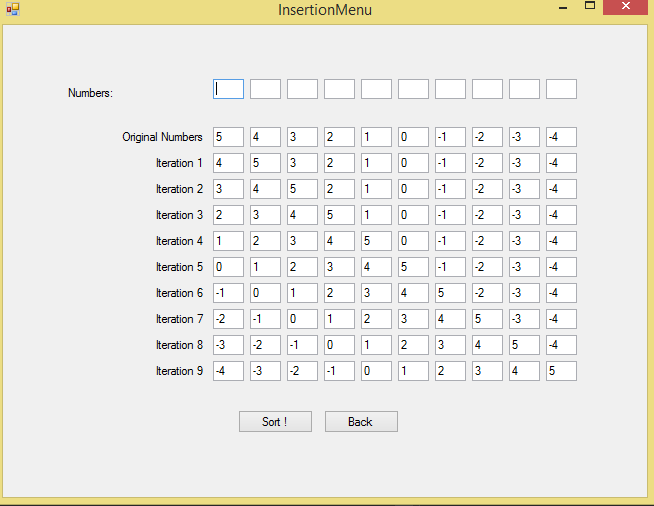 InsertionMenu
Numbers:
Original Numbers 5 4 3 2 1 0 -1 -2 -3 -4
Iteration 1 4 5 3 2 1 0 -1 -2 -3 -4
Iteration 2 3 4 5 2 1 0 -1 -2 -3 -4
Iteration 3 2 3 4 5 1 0 -1 -2 -3 -4
Iteration 4 1 2 3 4 5 0 -1 -2 -3 -4
Iteration 5 0 1 2 3 4 5 -1 -2 -3 -4
Iteration 6 -1 0 1 2 3 4 5 -2 -3 -4
Iteration 7 -2 -1 0 1 2 3 4 5 -3 -4
Iteration 8 -3 -2 -1 0 1 2 3 4 5 -4
Iteration 9 -4 -3 -2 -1 0 1 2 3 4 5
Sort ! Back